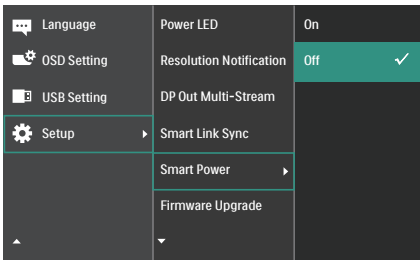 Language
OSD Setting
USB Setting
Setup
Power LED
Resolution Notification
DP Out Multi-Stream
Smart Link Sync
Smart Power
Firmware Upgrade
On
Off